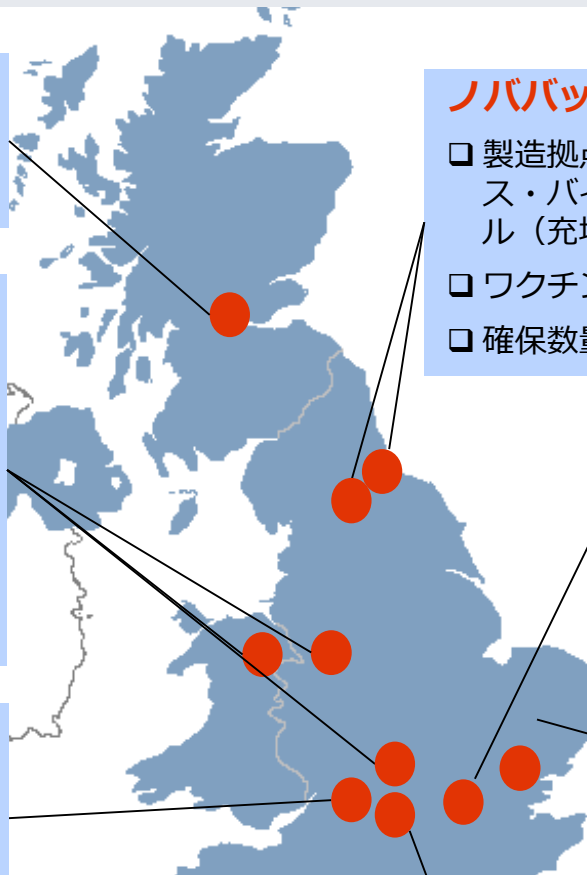 ノババッ
❑ 製造拠点
ス・バイ
ル（充填
❑ ワクチン
❑ 確保数量